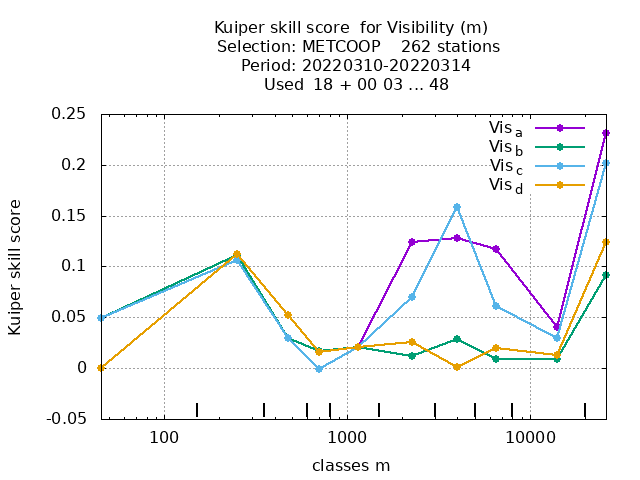 Kuiper skill score  for Visibility (m)
Selection: METCOOP    262 stations
Period: 20220310-20220314
Used  18 + 00 03 ... 48
0.25
0.2
0.15
0.1
0.05
0
-0.05
Kuiper skill score
Vis a
Vis b
Vis c
Vis d
100
1000
10000
classes m